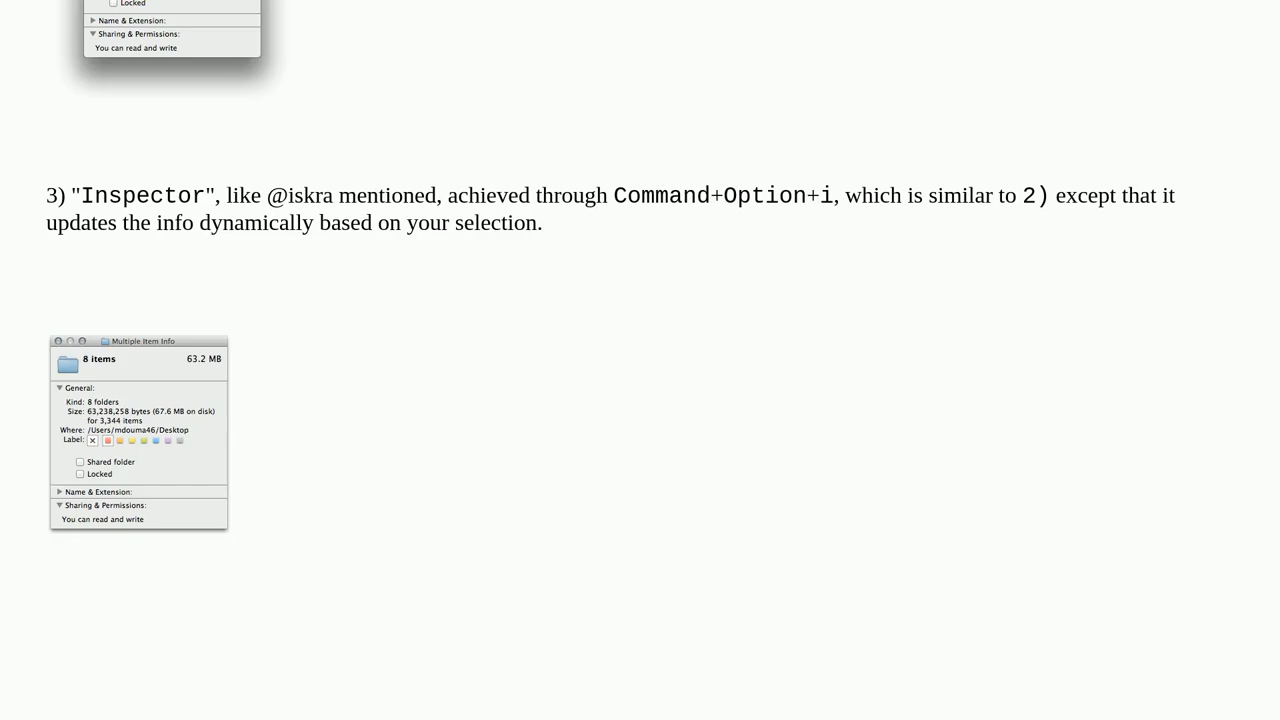 Locked
Name & Extension:
Sharing & Permissions:
You can read and write
3) "Inspector", like @iskra mentioned, achieved through Command+Option+i, which is similar to 2) except that it
updates the info dynamically based on your selection.
Multiple Item Info
8 items 63.2 MB
General:
Kind: 8 folders
Size: 63,238,258 bytes (67.6 MB on disk)
for 3,344 items
Where: /Users/mdouma46/Desktop
Label:
Shared folder
Locked
Name & Extension:
Sharing & Permissions:
You can read and write